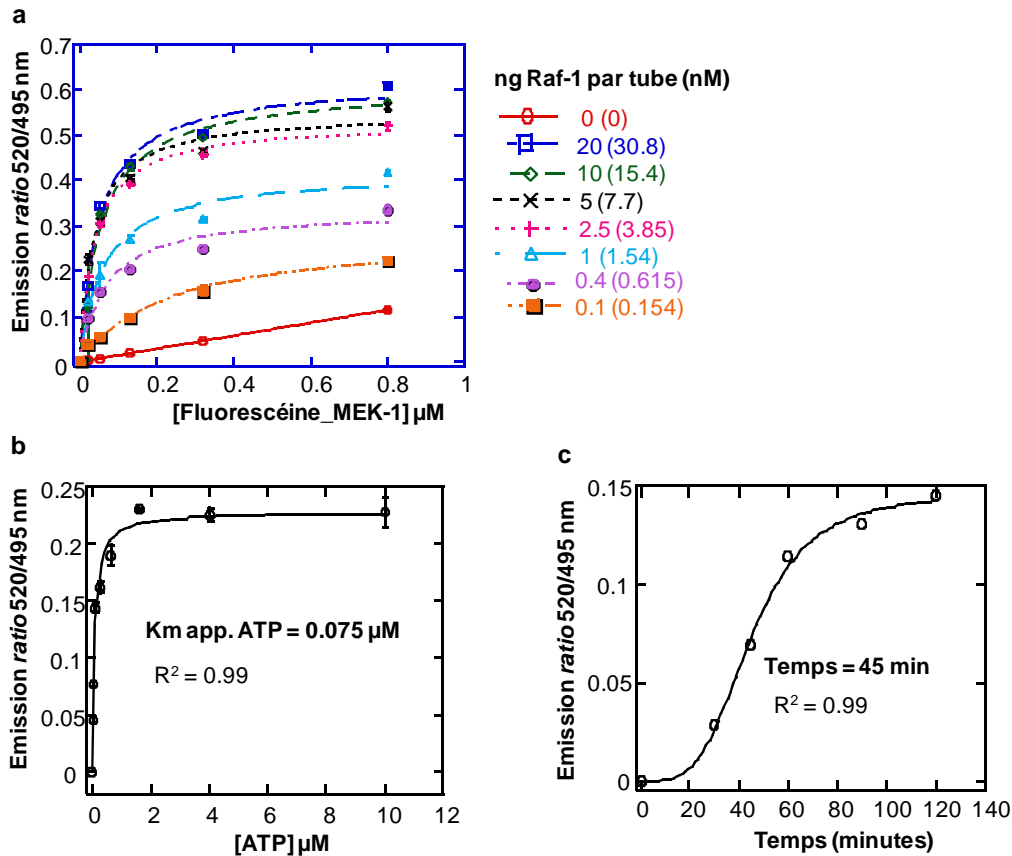 a
Emission ratio 520/495 nm
0.7
0.6
0.5
0.4
0.3
0.2
0.1
0
0 0.2 0.4 0.6 0.8 1
[Fluorescéine_MEK-1] µM
ng Raf-1 par tube (nM)
0 (0)
20 (30.8)
10 (15.4)
5 (7.7)
2.5 (3.85)
1 (1.54)
0.4 (0.615)
0.1 (0.154)
b
Emission ratio 520/495 nm
0.25
0.2
0.15
0.1
0.05
0
Km app. ATP = 0.075 µM
R² = 0.99
0 2 4 6 8 10 12
[ATP] µM
c
Emission ratio 520/495 nm
0.15
0.1
0.05
0
Temps = 45 min
R² = 0.99
0 20 40 60 80 100 120 140
Temps (minutes)